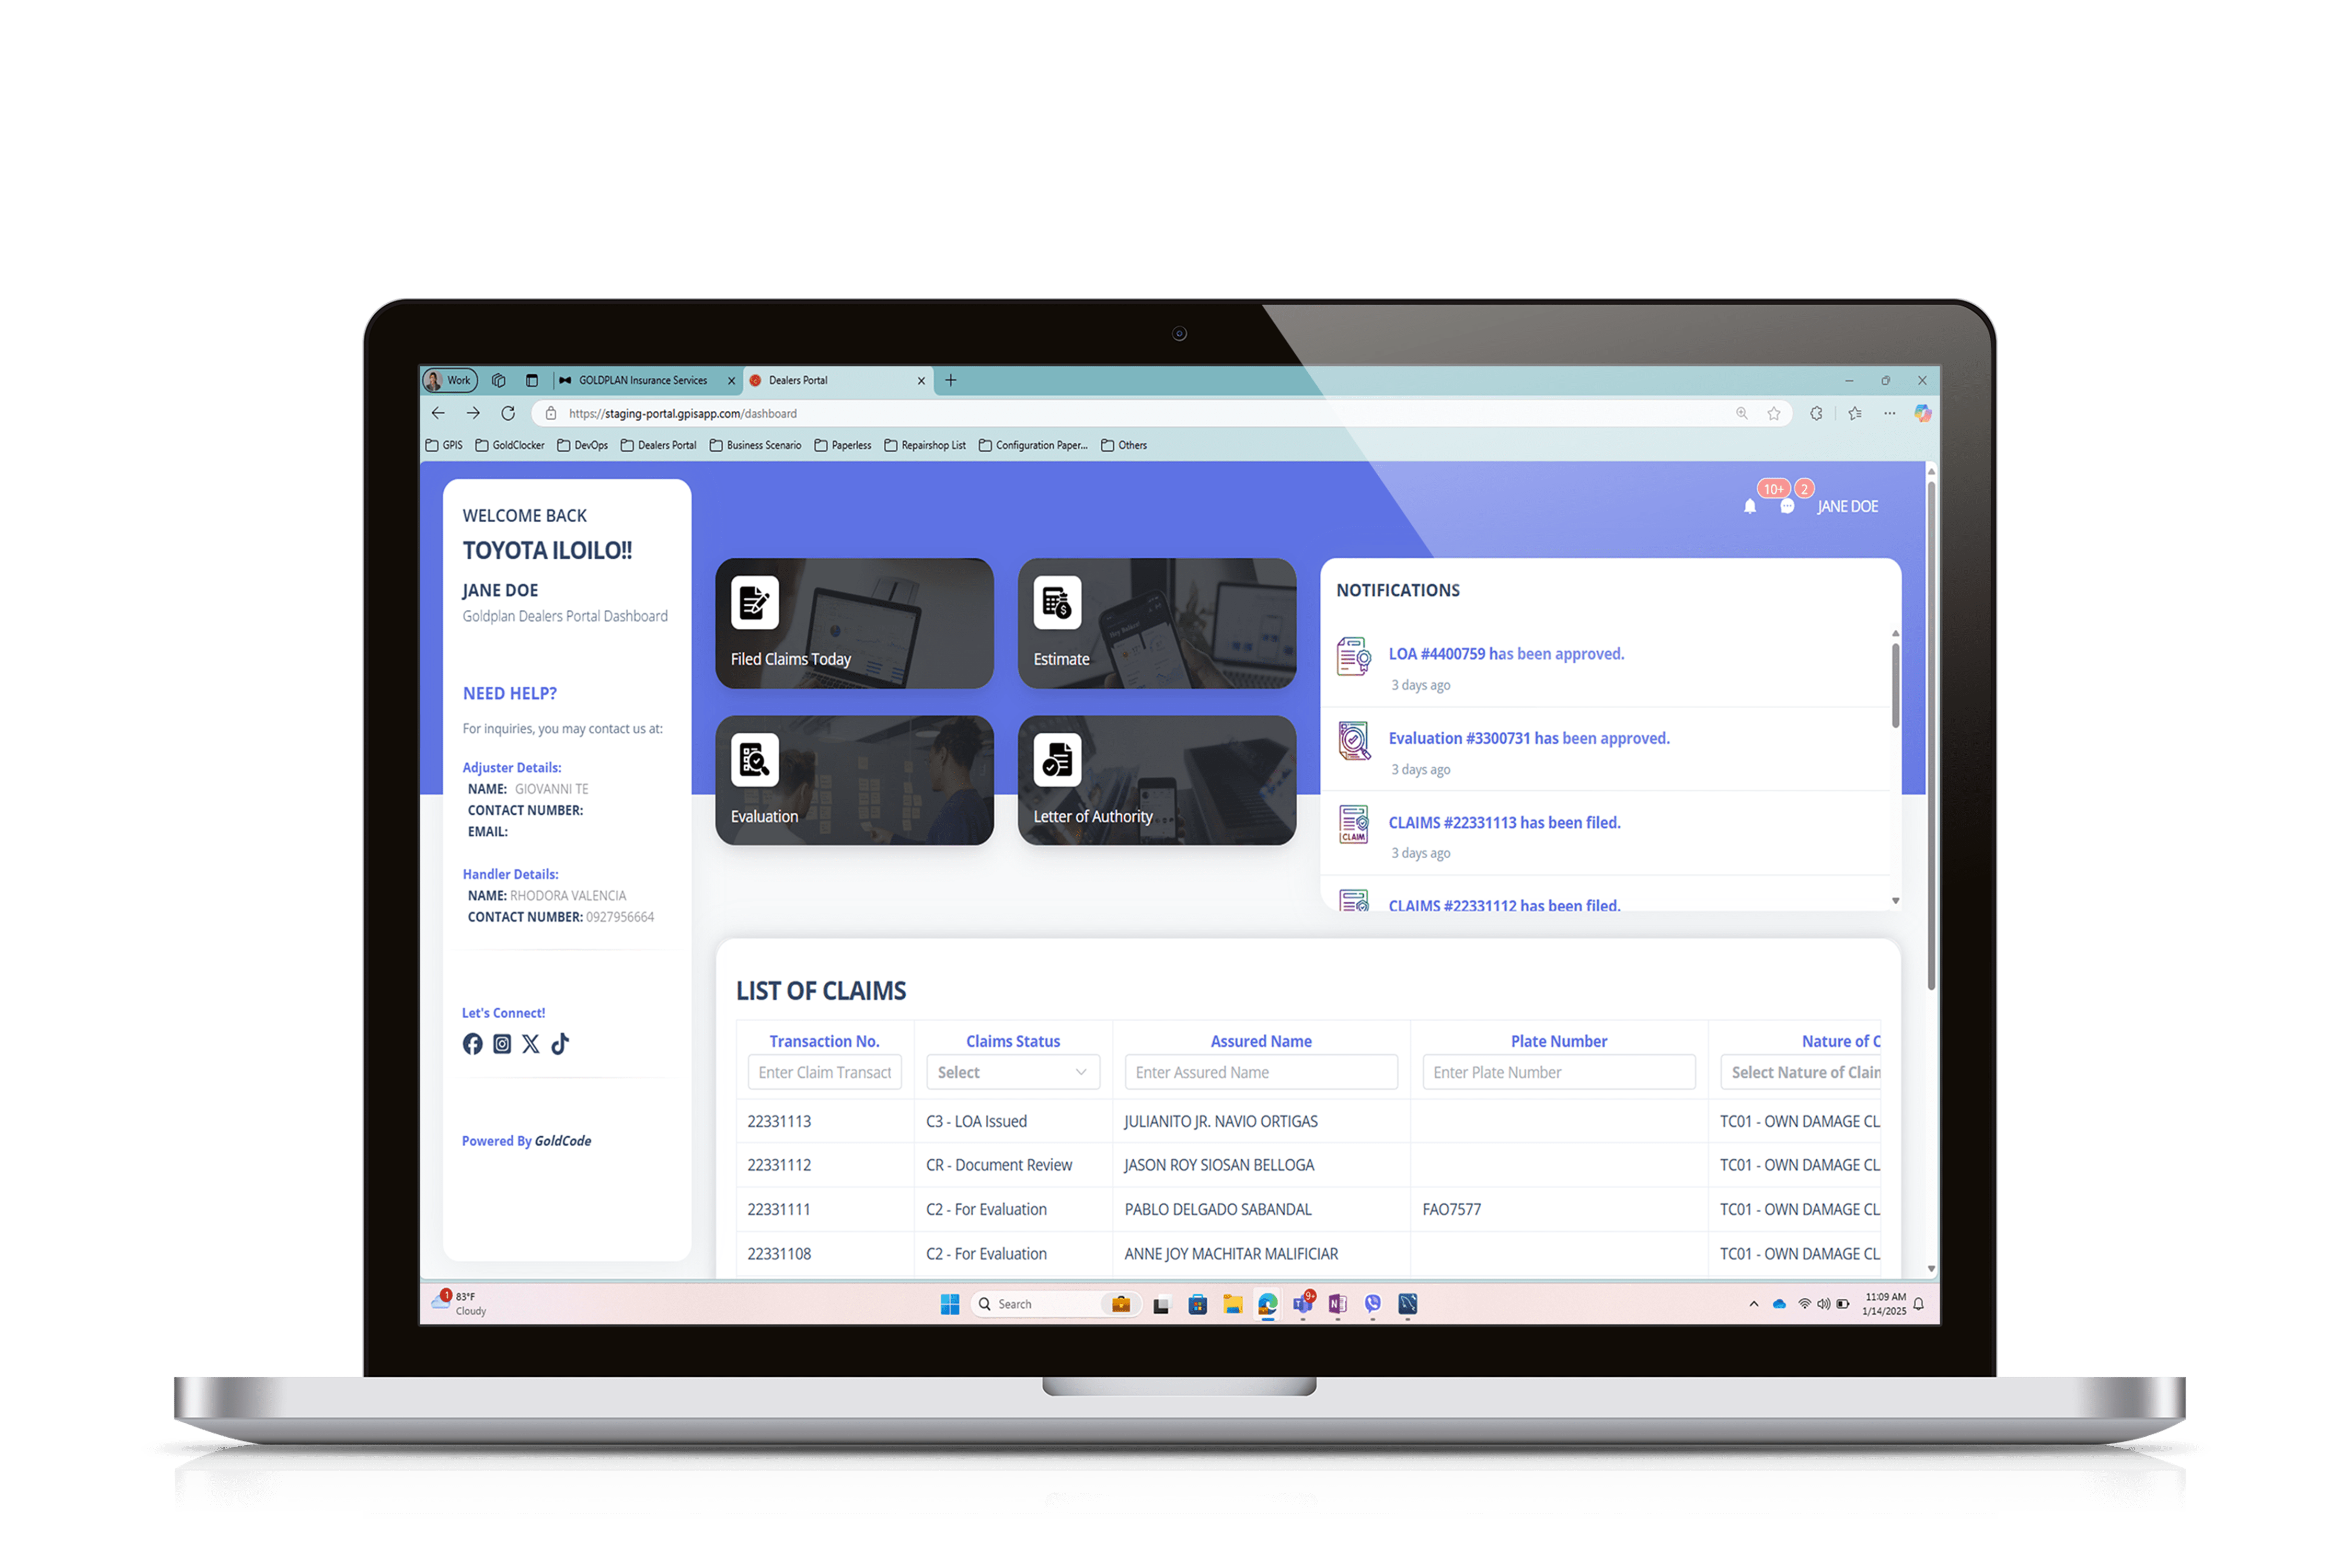 Work
GOLDPLAN Insurance Services
Dealers Portal
https://staging-portal.gpisapp.com/dashboard
GPIS
GoldClocker
DevOps
Dealers Portal
Business Scenario
Paperless
Repairshop List
Configuration Paper...
Others
WELCOME BACK
TOYOTA ILOILO!!
JANE DOE
Goldplan Dealers Portal Dashboard
NEED HELP?
For inquiries, you may contact us at:
Adjuster Details:
NAME: GIOVANNI TE
CONTACT NUMBER:
EMAIL:
Handler Details:
NAME: RHODORA VALENCIA
CONTACT NUMBER: 0927956664
Let's Connect!
Powered By GoldCode
10+
2
JANE DOE
Filed Claims Today
Estimate
Evaluation
Letter of Authority
NOTIFICATIONS
LOA #4400759 has been approved.
3 days ago
Evaluation #3300731 has been approved.
3 days ago
CLAIM
CLAIMS #22331113 has been filed.
3 days ago
CLAIMS #22331112 has been filed.
LIST OF CLAIMS
Transaction No. Claims Status Assured Name Plate Number Nature of C
Enter Claim Transact Select Enter Assured Name Enter Plate Number Select Nature of Clain
22331113 C3 - LOA Issued JULIANITO JR. NAVIO ORTIGAS TC01 - OWN DAMAGE CL
22331112 CR - Document Review JASON ROY SIOSAN BELLOGA TC01 - OWN DAMAGE CL
22331111 C2 - For Evaluation PABLO DELGADO SABANDAL FAO7577 TC01 - OWN DAMAGE CL
22331108 C2 - For Evaluation ANNE JOY MACHITAR MALIFICIAR TC01 - OWN DAMAGE CL
1
83°F
Cloudy
Search
9+
11:09 AM
1/14/2025